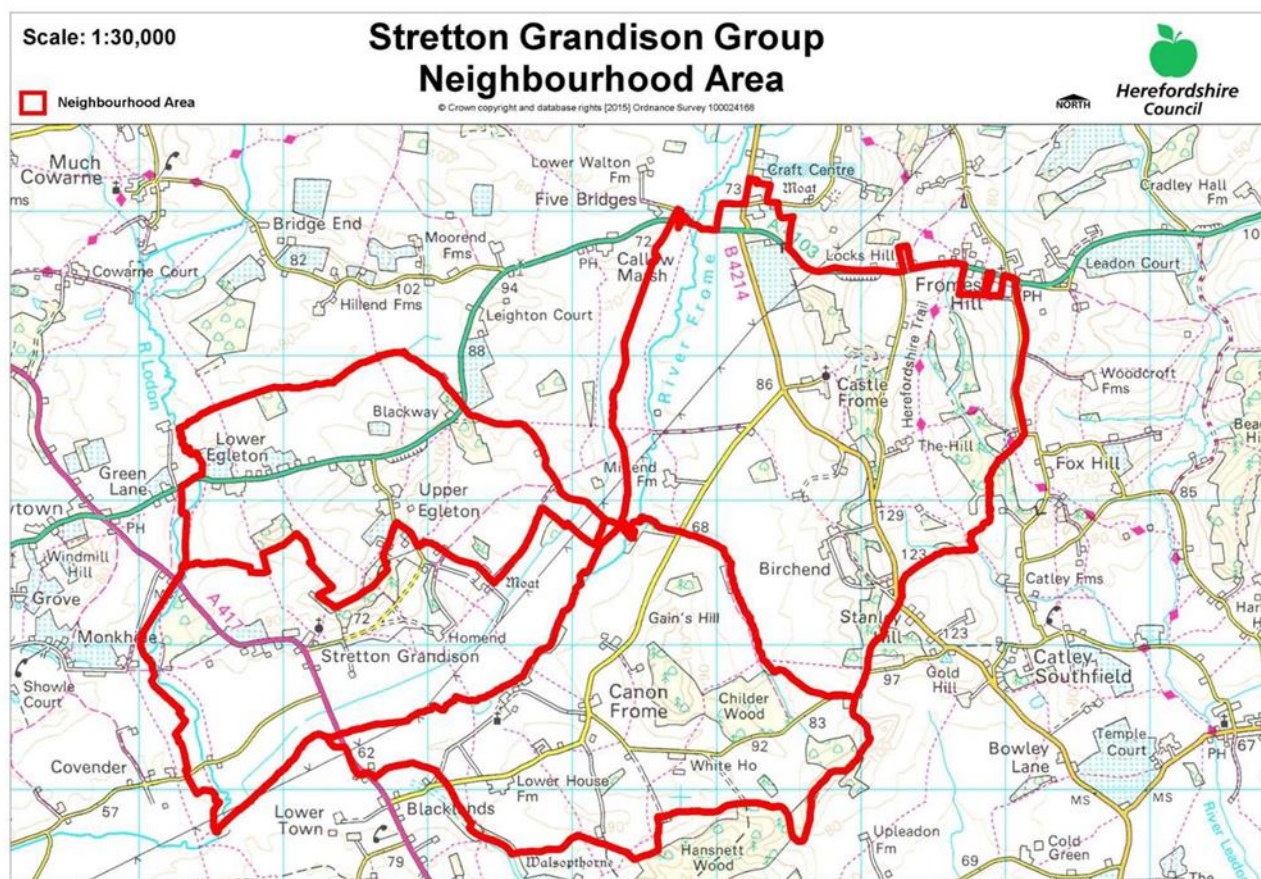 Scale: 1:30,000
Stretton Grandison Group
Neighbourhood Area
Neighbourhood Area
© Crown copyright and database rights [2015] Ordnance Survey 100024168
NORTH
Herefordshire
Council
Much
Cowarne
Lower Walton
Fm
Five Bridges
73
Craft Centre
Moat
Cradley Hall
Fm
Bridge End
Moorend
Fms
82
Cowarne Court
102
Hillend Fms
94
72
PH
Callow
Marsh
B4214
A4103
Locks Hill
Fromes
Hill
PH
Leadon Court
10
R Lodon
Leighton Court
88
River Frome
Herefordshire Trail
86
Castle
Frome
Woodcroft
Fms
Blackway
Lower
Egleton
Green
Lane
Upper
Egleton
The-Hill
Fox Hill
85
ytown
PH
Windmill
Hill
Grove
A 417
Monkhide
Showle
Court
68
129
123
Birchend
Catley Fms
Moat
72
Homend
Stretton Grandison
Gain's Hill
Stanley
Hill
123
97
Gold
Hill
Catley
Southfield
Canon
Frome
Childer
Wood
83
92
White Ho
Covender
57
62
Lower
Town
79
Blacklands
Lower House
Fm
Walsopthorne
Hansnett
Wood
Bowley
Lane
Temple
Court
PH
67
MS
MS
Upleadon
Fm
69
Cold
Green
River Leadon
The